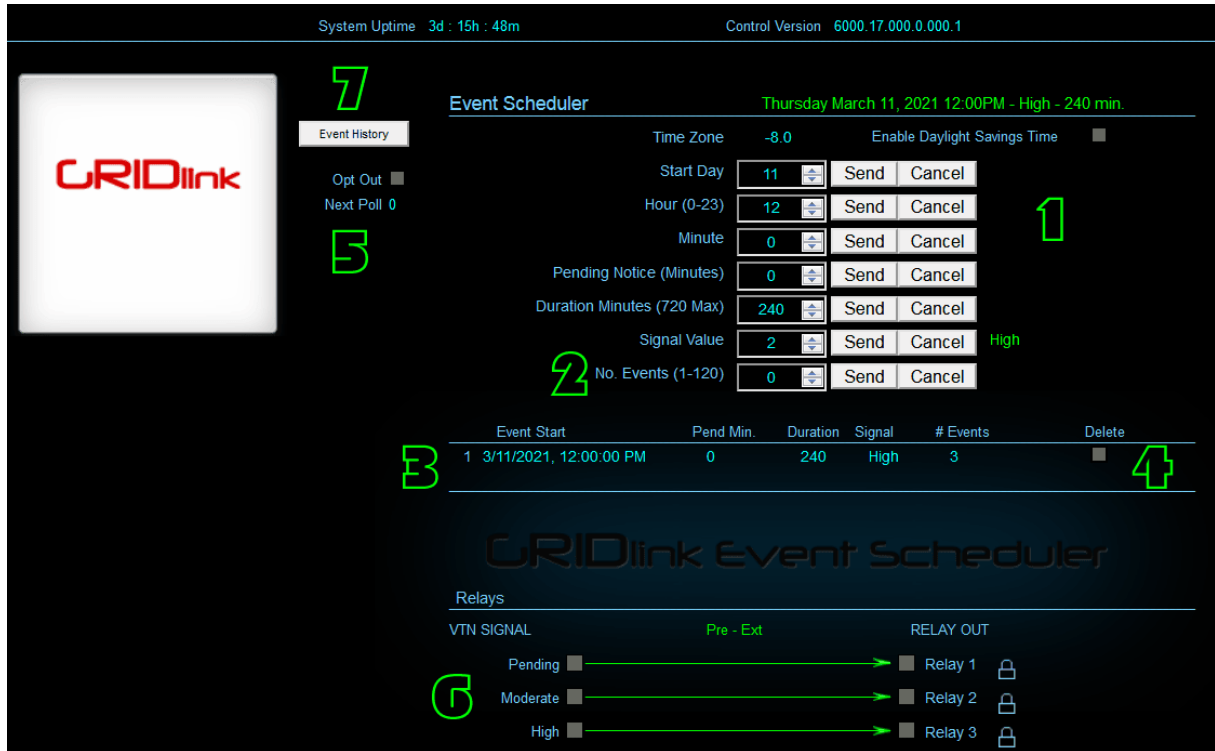 System Uptime 3d : 15h : 48m Control Version 6000.17.000.0.000.1
7
Event Scheduler Thursday March 11, 2021 12:00PM - High - 240 min.
Event History
GRIDlink
Time Zone -8.0 Enable Daylight Savings Time
Start Day 11 Send Cancel
Opt Out
Hour (0-23) 12 Send Cancel
Next Poll 0
1
Minute 0 Send Cancel
5
Pending Notice (Minutes) 0 Send Cancel
Duration Minutes (720 Max) 240 Send Cancel
Signal Value 2 Send Cancel High
2
No. Events (1-120) 0 Send Cancel
Event Start Pend Min. Duration Signal # Events Delete
3
1 3/11/2021, 12:00:00 PM 0 240 High 3
4
GRIDlink Event Scheduler
Relays
VTN SIGNAL Pre - Ext RELAY OUT
Pending Relay 1
6
Moderate Relay 2
High Relay 3